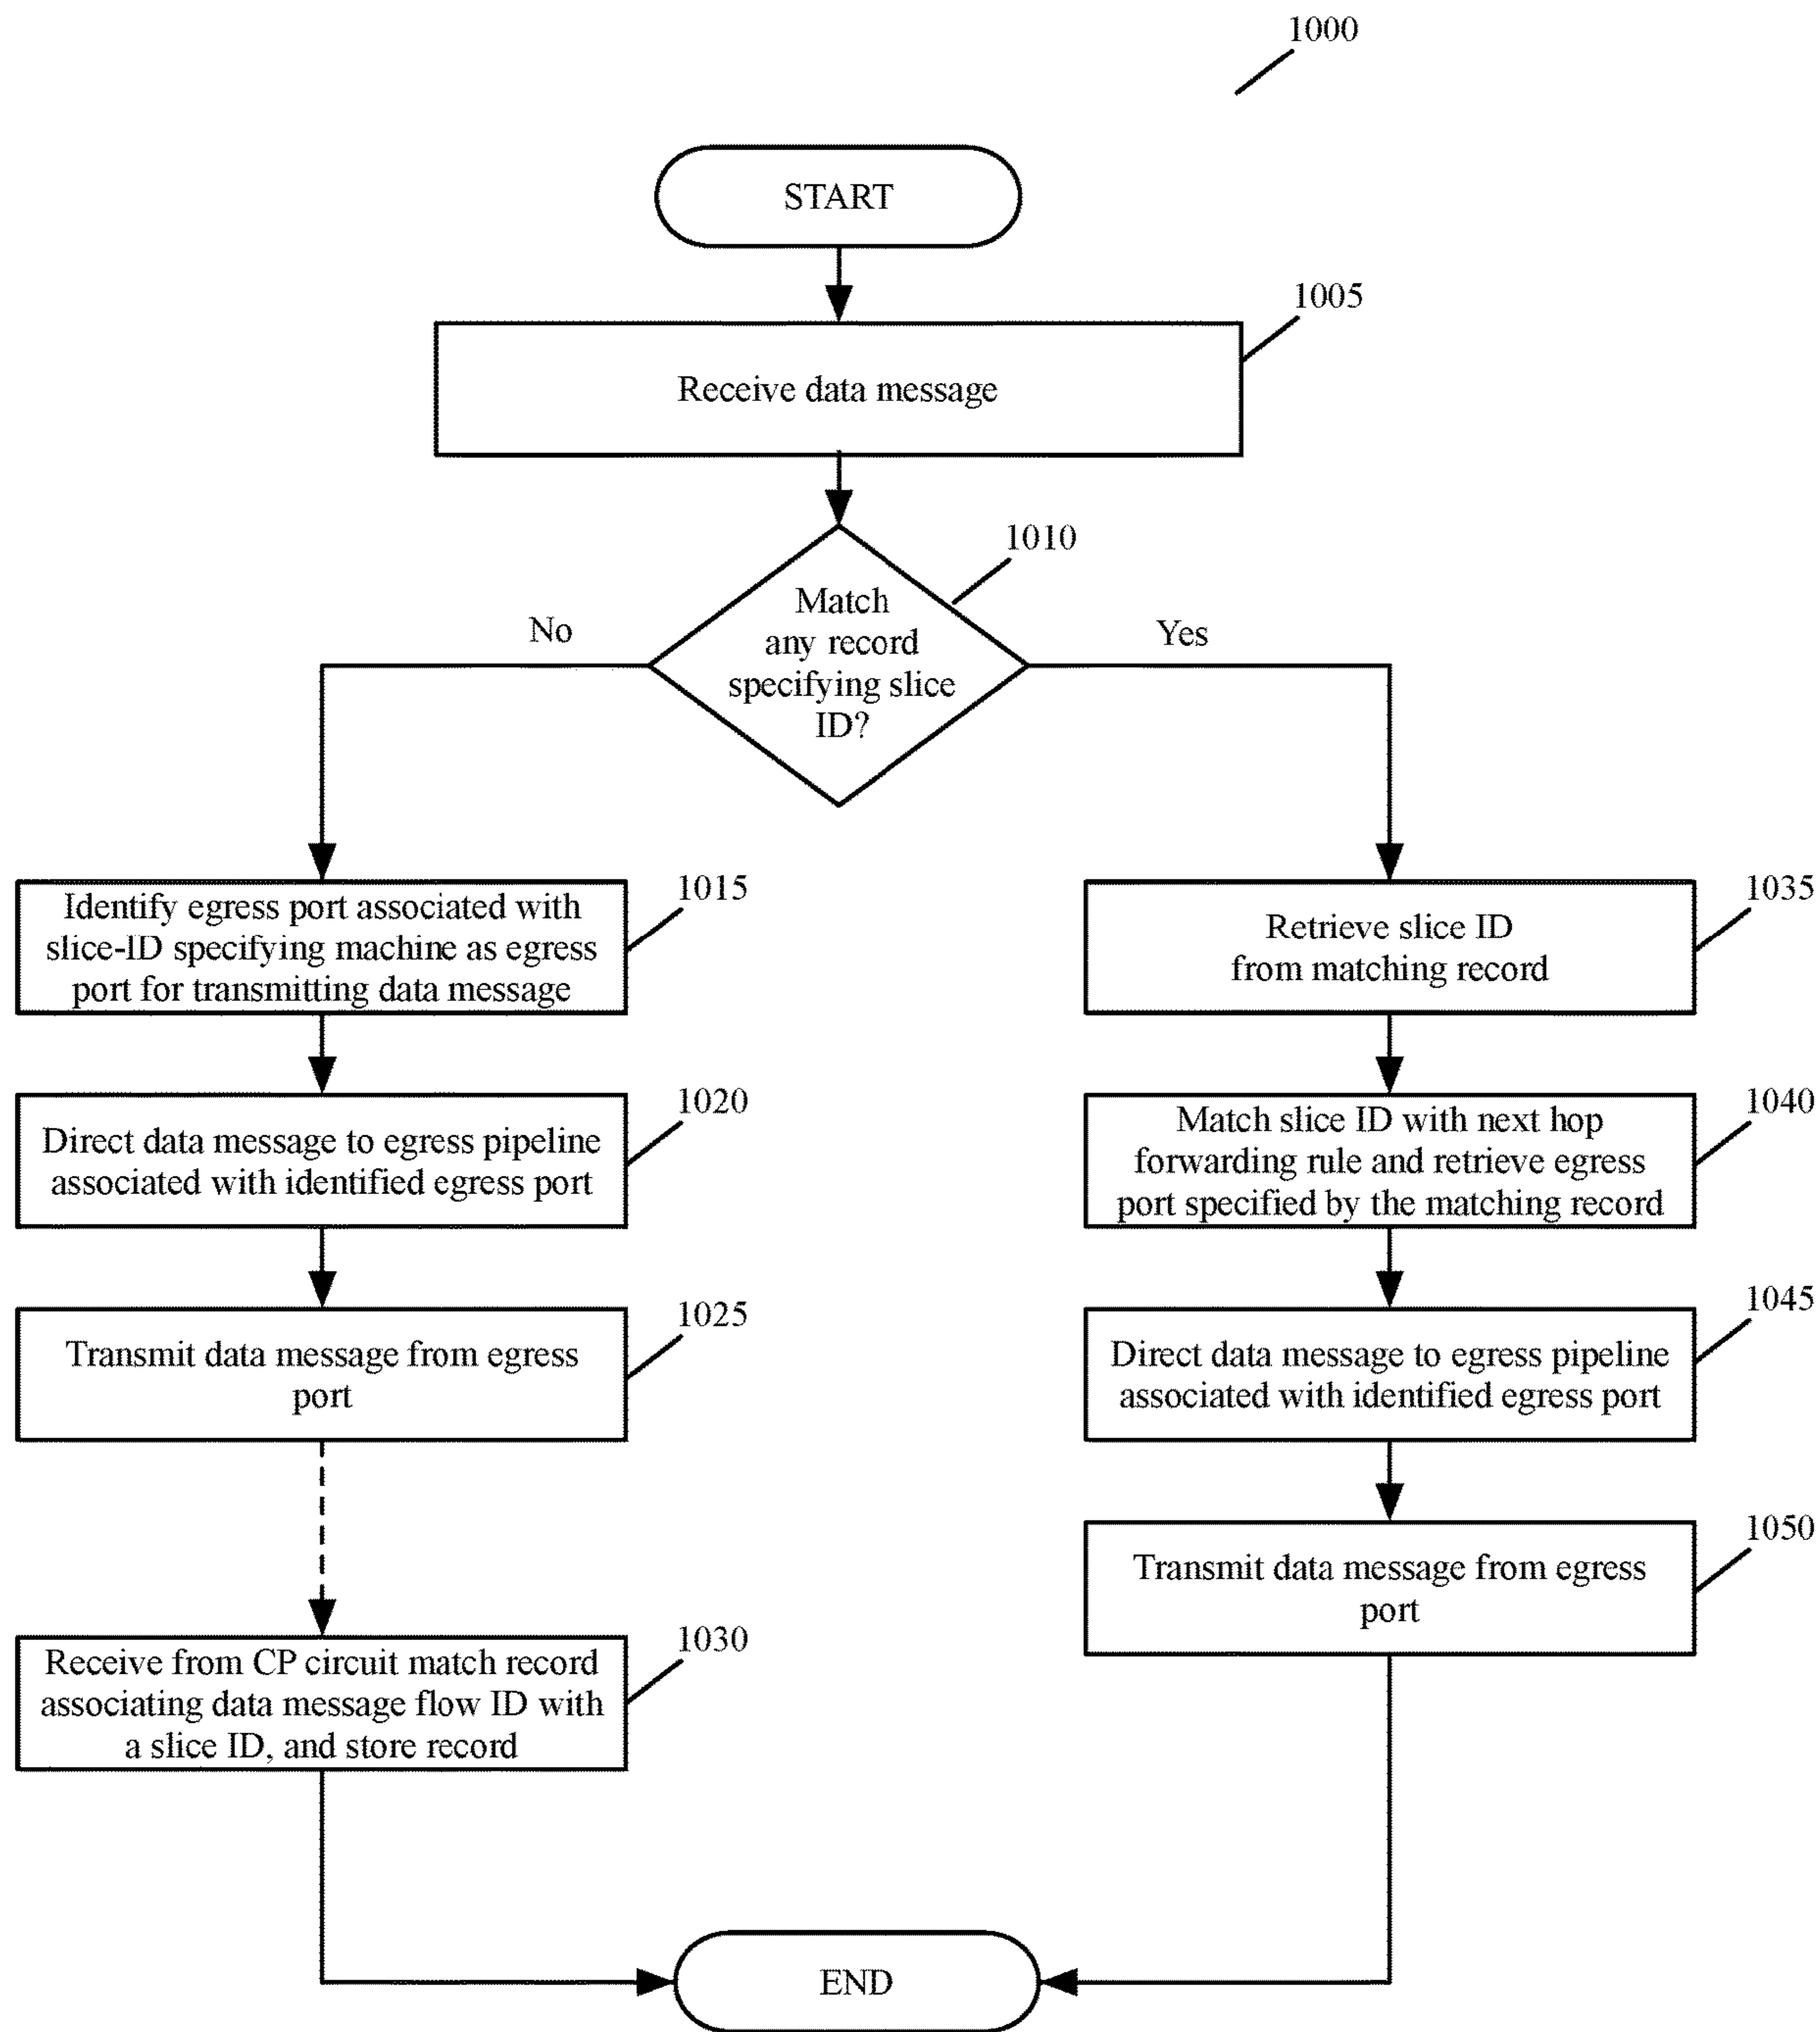 1000
START
1005
Receive data message
1010
Match
any record
specifying slice
ID?
No
Yes
1015
Identify egress port associated with
slice-ID specifying machine as egress
port for transmitting data message
1035
Retrieve slice ID
from matching record
1020
Direct data message to egress pipeline
associated with identified egress port
1040
Match slice ID with next hop
forwarding rule and retrieve egress
port specified by the matching record
1025
Transmit data message from egress
port
1045
Direct data message to egress pipeline
associated with identified egress port
1050
Transmit data message from egress
port
1030
Receive from CP circuit match record
associating data message flow ID with
a slice ID, and store record
END